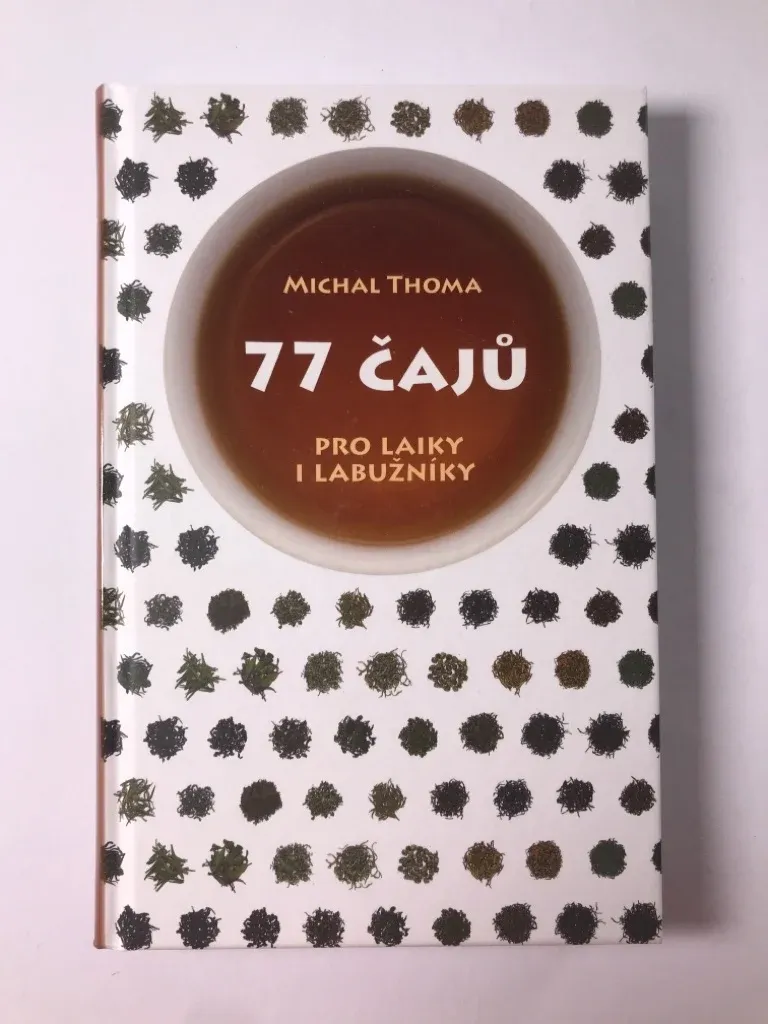 MICHAL THOMA
77 ČAJŮ
PRO LAIKY
I LABUŽNÍKY